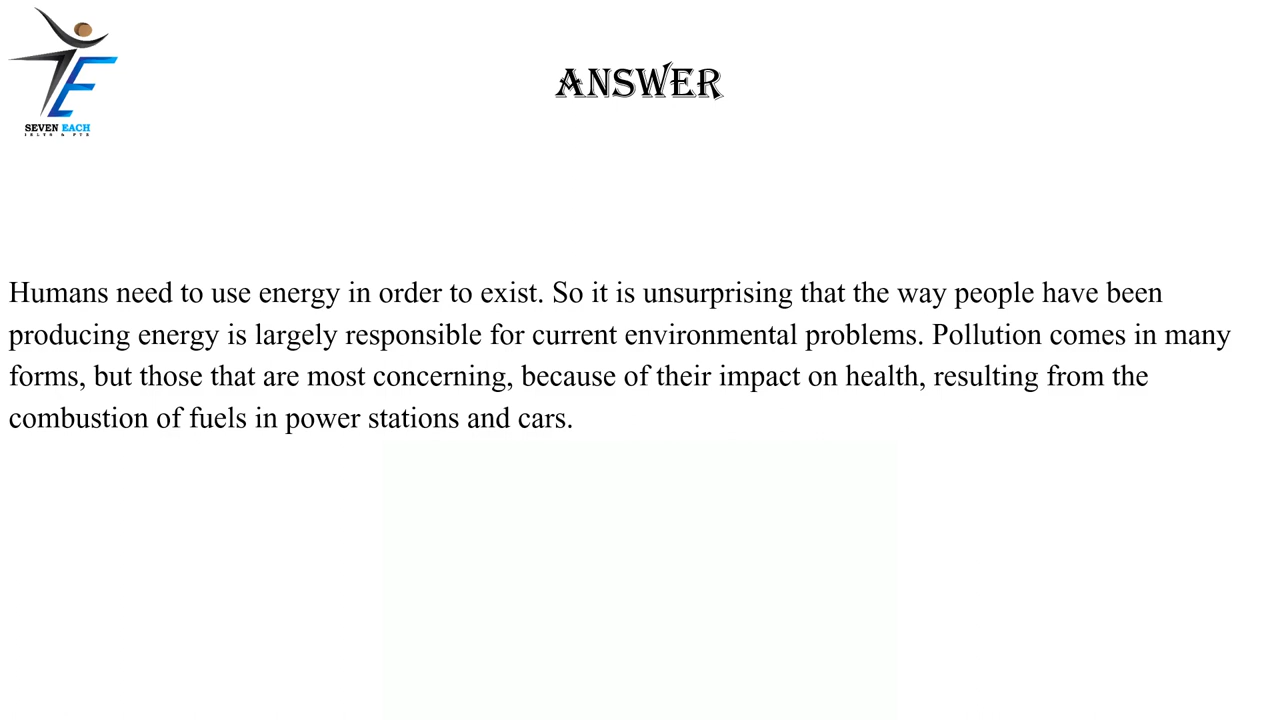 SEVEN EACH
IELTS & PTE
ANSWER
Humans need to use energy in order to exist. So it is unsurprising that the way people have been
producing energy is largely responsible for current environmental problems. Pollution comes in many
forms, but those that are most concerning, because of their impact on health, resulting from the
combustion of fuels in power stations and cars.